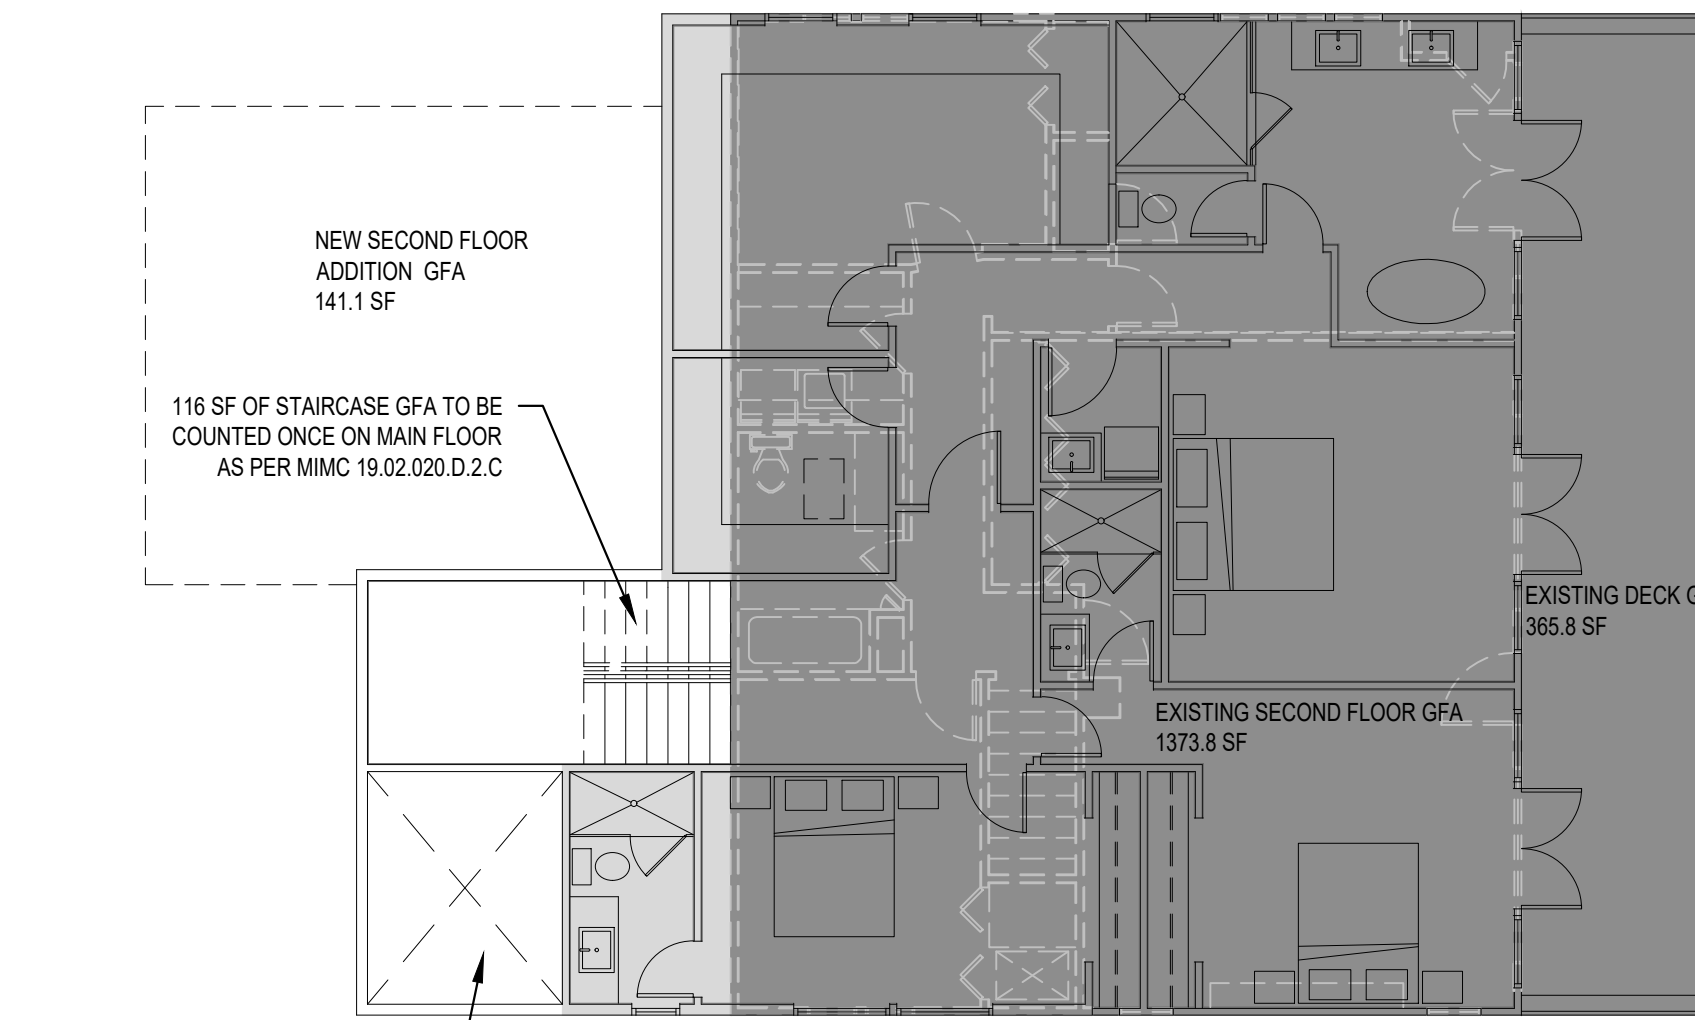 NEW SECOND FLOOR
ADDITION GFA
141.1 SF
116 SF OF STAIRCASE GFA TO BE
COUNTED ONCE ON MAIN FLOOR
AS PER MIMC 19.02.020.D.2.C
EXISTING DECK G
365.8 SF
EXISTING SECOND FLOOR GFA
1373.8 SF